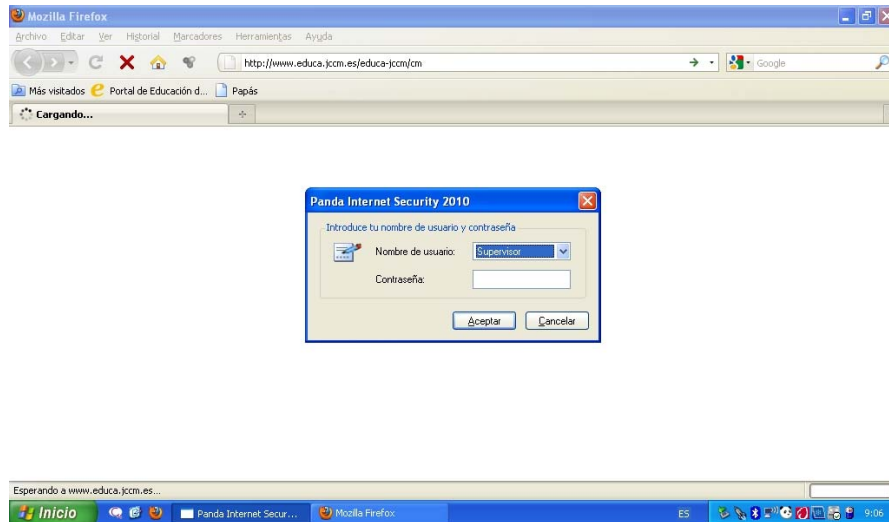 Mozilla Firefox
Archivo Editar Ver Historial Marcadores Herramientas Ayuda
http://www.educa.jccm.es/educa-jccm/cm
Google
Más visitados Portal de Educación d... Papás
Cargando...
Panda Internet Security 2010
Introduce tu nombre de usuario y contraseña
Nombre de usuario: Supervisor
Contraseña:
Aceptar Cancelar
Esperando a www.educa.jccm.es...
Inicio Panda Internet Secur... Mozilla Firefox ES 9:06